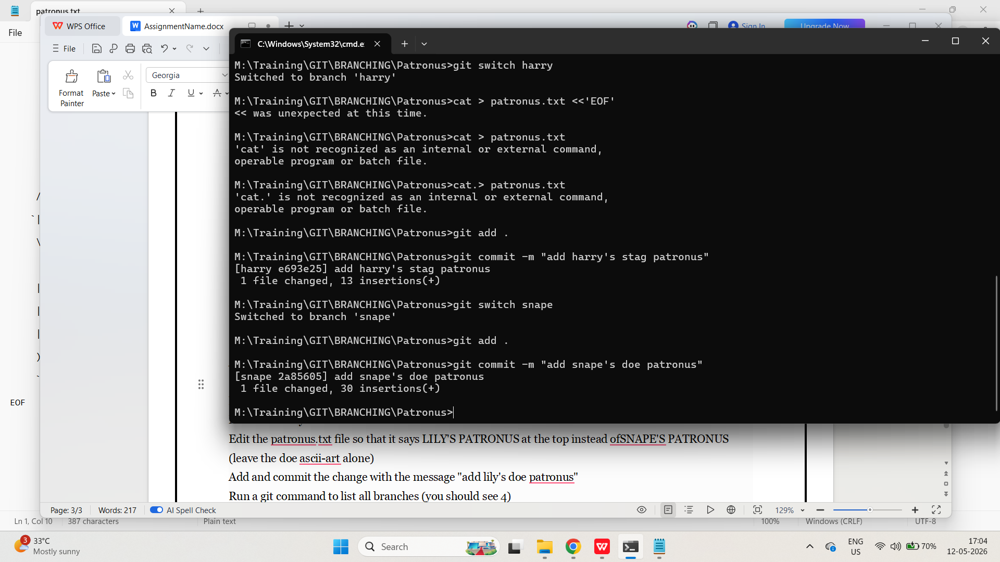 patronus.txt
File
WPS Office
AssignmentName.docx
Sign In
Upgrade Now
File
Georgia
Format
Painter
Paste
B I U A
C:\Windows\System32\cmd.e
M:\Training\GIT\BRANCHING\Patronus>git switch harry
Switched to branch 'harry'
M:\Training\GIT\BRANCHING\Patronus>cat > patronus.txt <<'EOF'
<< was unexpected at this time.
M:\Training\GIT\BRANCHING\Patronus>cat > patronus.txt
'cat' is not recognized as an internal or external command,
operable program or batch file.
M:\Training\GIT\BRANCHING\Patronus>cat.> patronus.txt
'cat.' is not recognized as an internal or external command,
operable program or batch file.
M:\Training\GIT\BRANCHING\Patronus>git add .
M:\Training\GIT\BRANCHING\Patronus>git commit -m "add harry's stag patronus"
[harry e693e25] add harry's stag patronus
1 file changed, 13 insertions(+)
M:\Training\GIT\BRANCHING\Patronus>git switch snape
Switched to branch 'snape'
M:\Training\GIT\BRANCHING\Patronus>git add .
M:\Training\GIT\BRANCHING\Patronus>git commit -m "add snape's doe patronus"
[snape 2a85605] add snape's doe patronus
1 file changed, 30 insertions(+)
M:\Training\GIT\BRANCHING\Patronus>
EOF
Edit the patronus.txt file so that it says LILY'S PATRONUS at the top instead ofSNAPE'S PATRONUS
(leave the doe ascii-art alone)
Add and commit the change with the message "add lily's doe patronus"
Run a git command to list all branches (you should see 4)
Page: 3/3
Words: 217
AI Spell Check
129%
Ln 1, Col 10
387 characters
Plain text
100%
Windows (CRLF)
UTF-8
3
33°C
Mostly sunny
Search
ENG
US
70%
17:04
12-05-2026